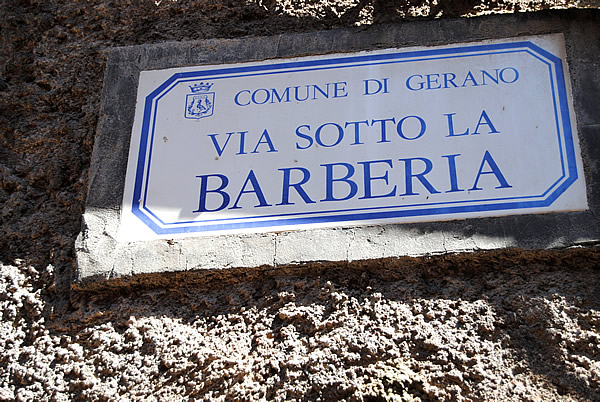 COMUNE DI GERANO
VIA SOTTO LA
BARBERIA